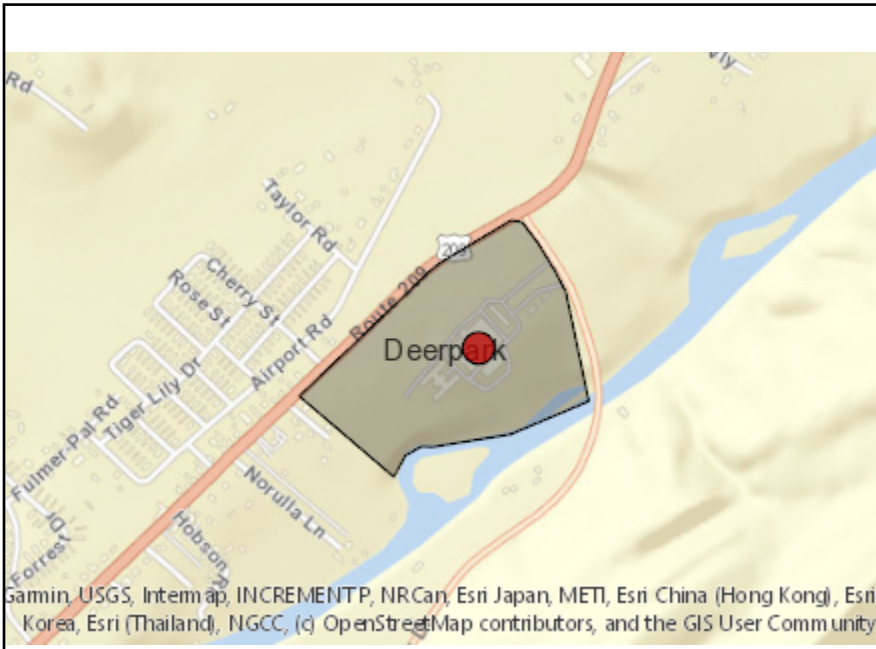 Rd
Vly
Taylor Rd
209
Cherry St
Rose St
Route 209
Airport Rd
Deerpark
Tiger Lily Dr
Fulmer-Pal Rd
Norulla Ln
Hobson R
Forrest
Dr
Garmin, USGS, Intermap, INCREMENT P, NRCan, Esri Japan, METI, Esri China (Hong Kong), Esri
Korea, Esri (Thailand), NGCC, (c) OpenStreetMap contributors, and the GIS User Community